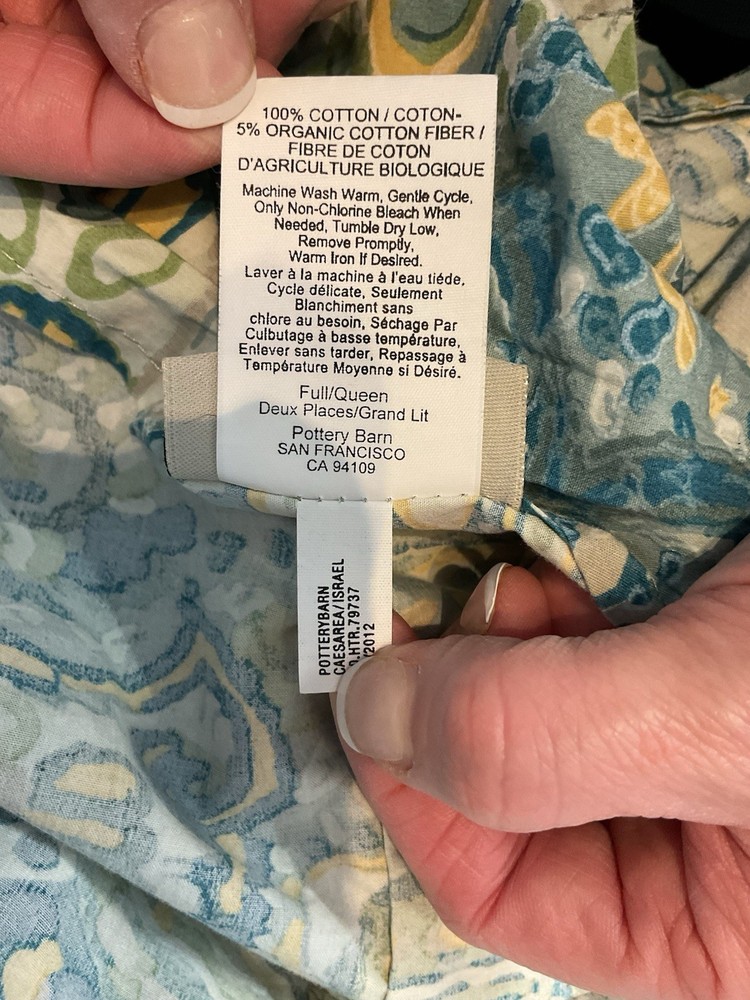 100% COTTON / COTON-
5% ORGANIC COTTON FIBER /
FIBRE DE COTON
D'AGRICULTURE BIOLOGIQUE
Machine Wash Warm, Gentle Cycle,
Only Non-Chlorine Bleach When
Needed, Tumble Dry Low,
Remove Promptly,
Warm Iron If Desired.
Laver à la machine à l'eau tiéde,
Cycle délicate, Seulement
Blanchiment sans
chlore au besoin, Séchage Par
Culbutage à basse température,
Enlever sans tarder, Repassage à
Température Moyenne si Désiré.
Full/Queen
Deux Places/Grand Lit
Pottery Barn
SAN FRANCISCO
CA 94109
POTTERYBARN
CAESAREA/ISRAEL
.HTR.79737
2012